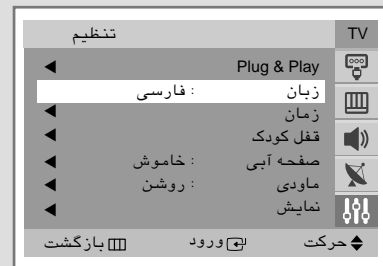 TV
تنظیم
Plug & Play
زبان : فارسی
زمان
قفل کودک
صفحه آبی : خاموش
ماودی : روشن
نمایش
حرکت ورود بازگشت